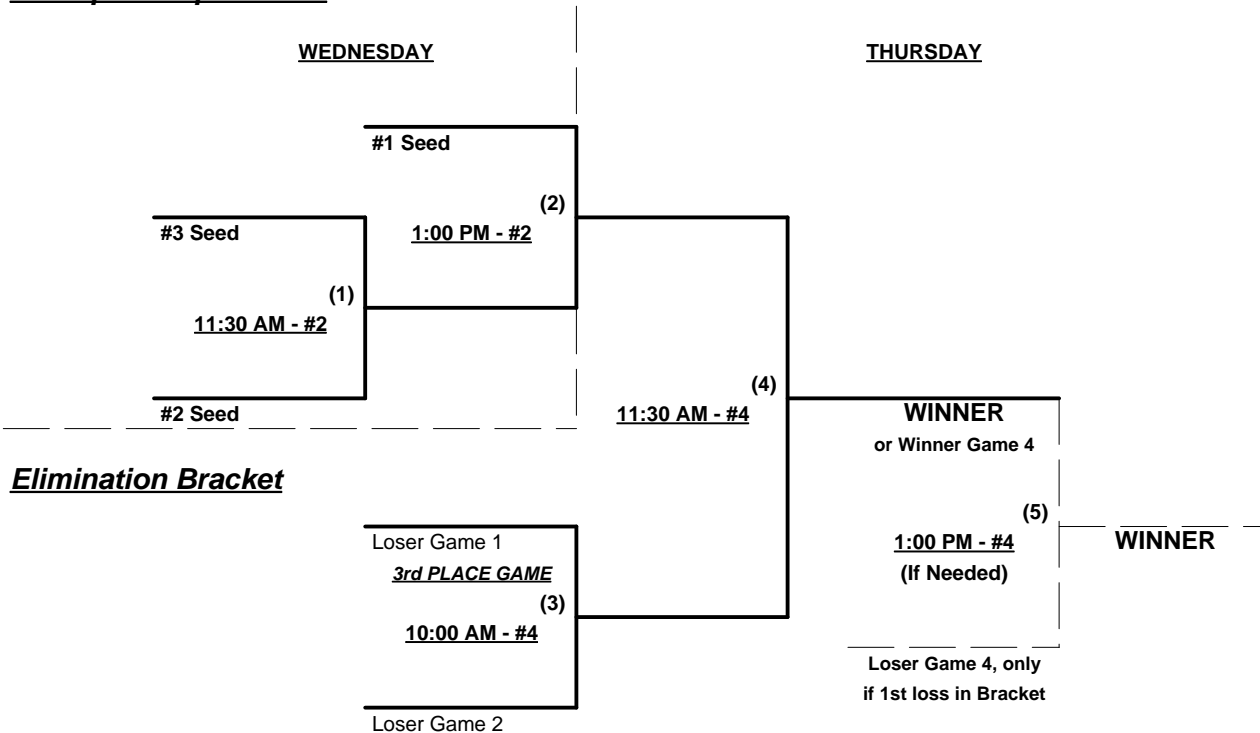 WEDNESDAY
THURSDAY
#1 Seed
(2)
#3 Seed
1:00 PM - #2
(1)
11:30 AM - #2
(4)
#2 Seed
11:30 AM - #4
WINNER
or Winner Game 4
Elimination Bracket
(5)
Loser Game 1
1:00 PM - #4
WINNER
3rd PLACE GAME
(If Needed)
(3)
10:00 AM - #4
Loser Game 4, only
if 1st loss in Bracket
Loser Game 2